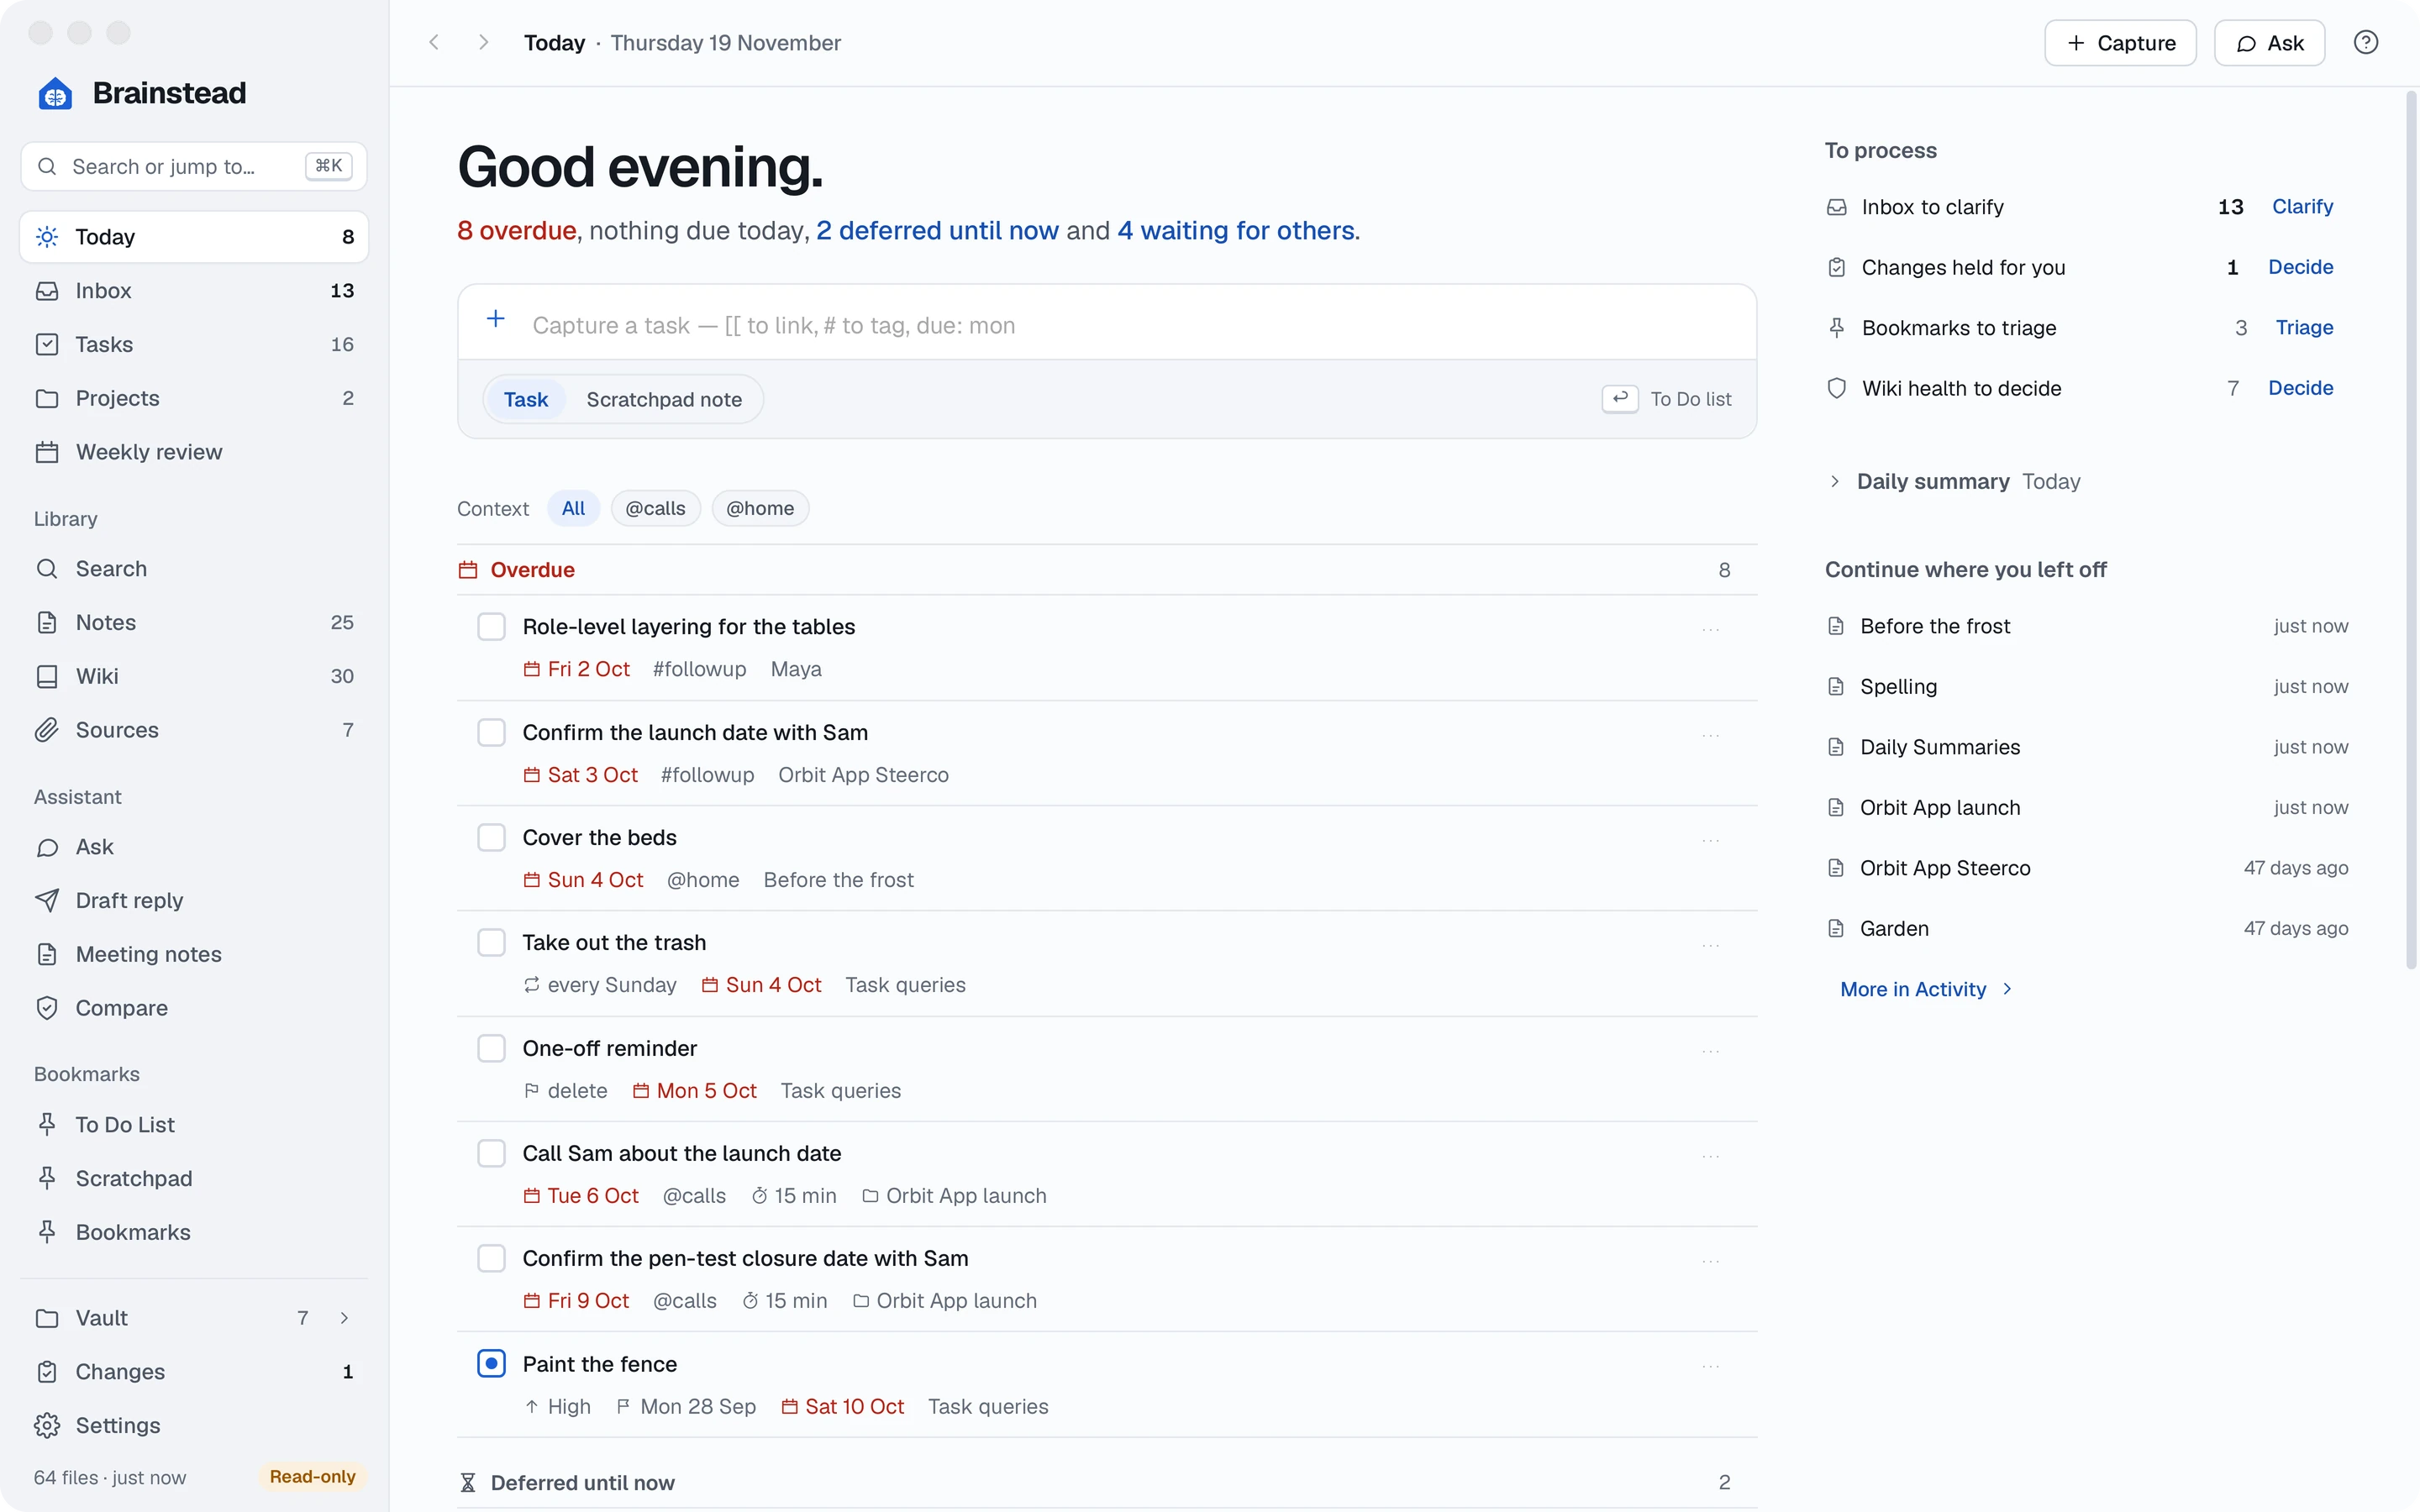 Brainstead
Search or jump to… ⌘K
Today 8
Inbox 13
Tasks 16
Projects 2
Weekly review
Library
Search
Notes 25
Wiki 30
Sources 7
Assistant
Ask
Draft reply
Meeting notes
Compare
Bookmarks
To Do List
Scratchpad
Bookmarks
Vault 7
Changes 1
Settings
64 files · just now Read-only
Today · Thursday 19 November
Capture
Ask
Good evening.
8 overdue, nothing due today, 2 deferred until now and 4 waiting for others.
Capture a task — [[ to link, # to tag, due: mon
Task Scratchpad note To Do list
Context All @calls @home
Overdue 8
Role-level layering for the tables
Fri 2 Oct #followup Maya
Confirm the launch date with Sam
Sat 3 Oct #followup Orbit App Steerco
Cover the beds
Sun 4 Oct @home Before the frost
Take out the trash
every Sunday Sun 4 Oct Task queries
One-off reminder
delete Mon 5 Oct Task queries
Call Sam about the launch date
Tue 6 Oct @calls 15 min Orbit App launch
Confirm the pen-test closure date with Sam
Fri 9 Oct @calls 15 min Orbit App launch
Paint the fence
High Mon 28 Sep Sat 10 Oct Task queries
Deferred until now 2
To process
Inbox to clarify 13 Clarify
Changes held for you 1 Decide
Bookmarks to triage 3 Triage
Wiki health to decide 7 Decide
Daily summary Today
Continue where you left off
Before the frost just now
Spelling just now
Daily Summaries just now
Orbit App launch just now
Orbit App Steerco 47 days ago
Garden 47 days ago
More in Activity